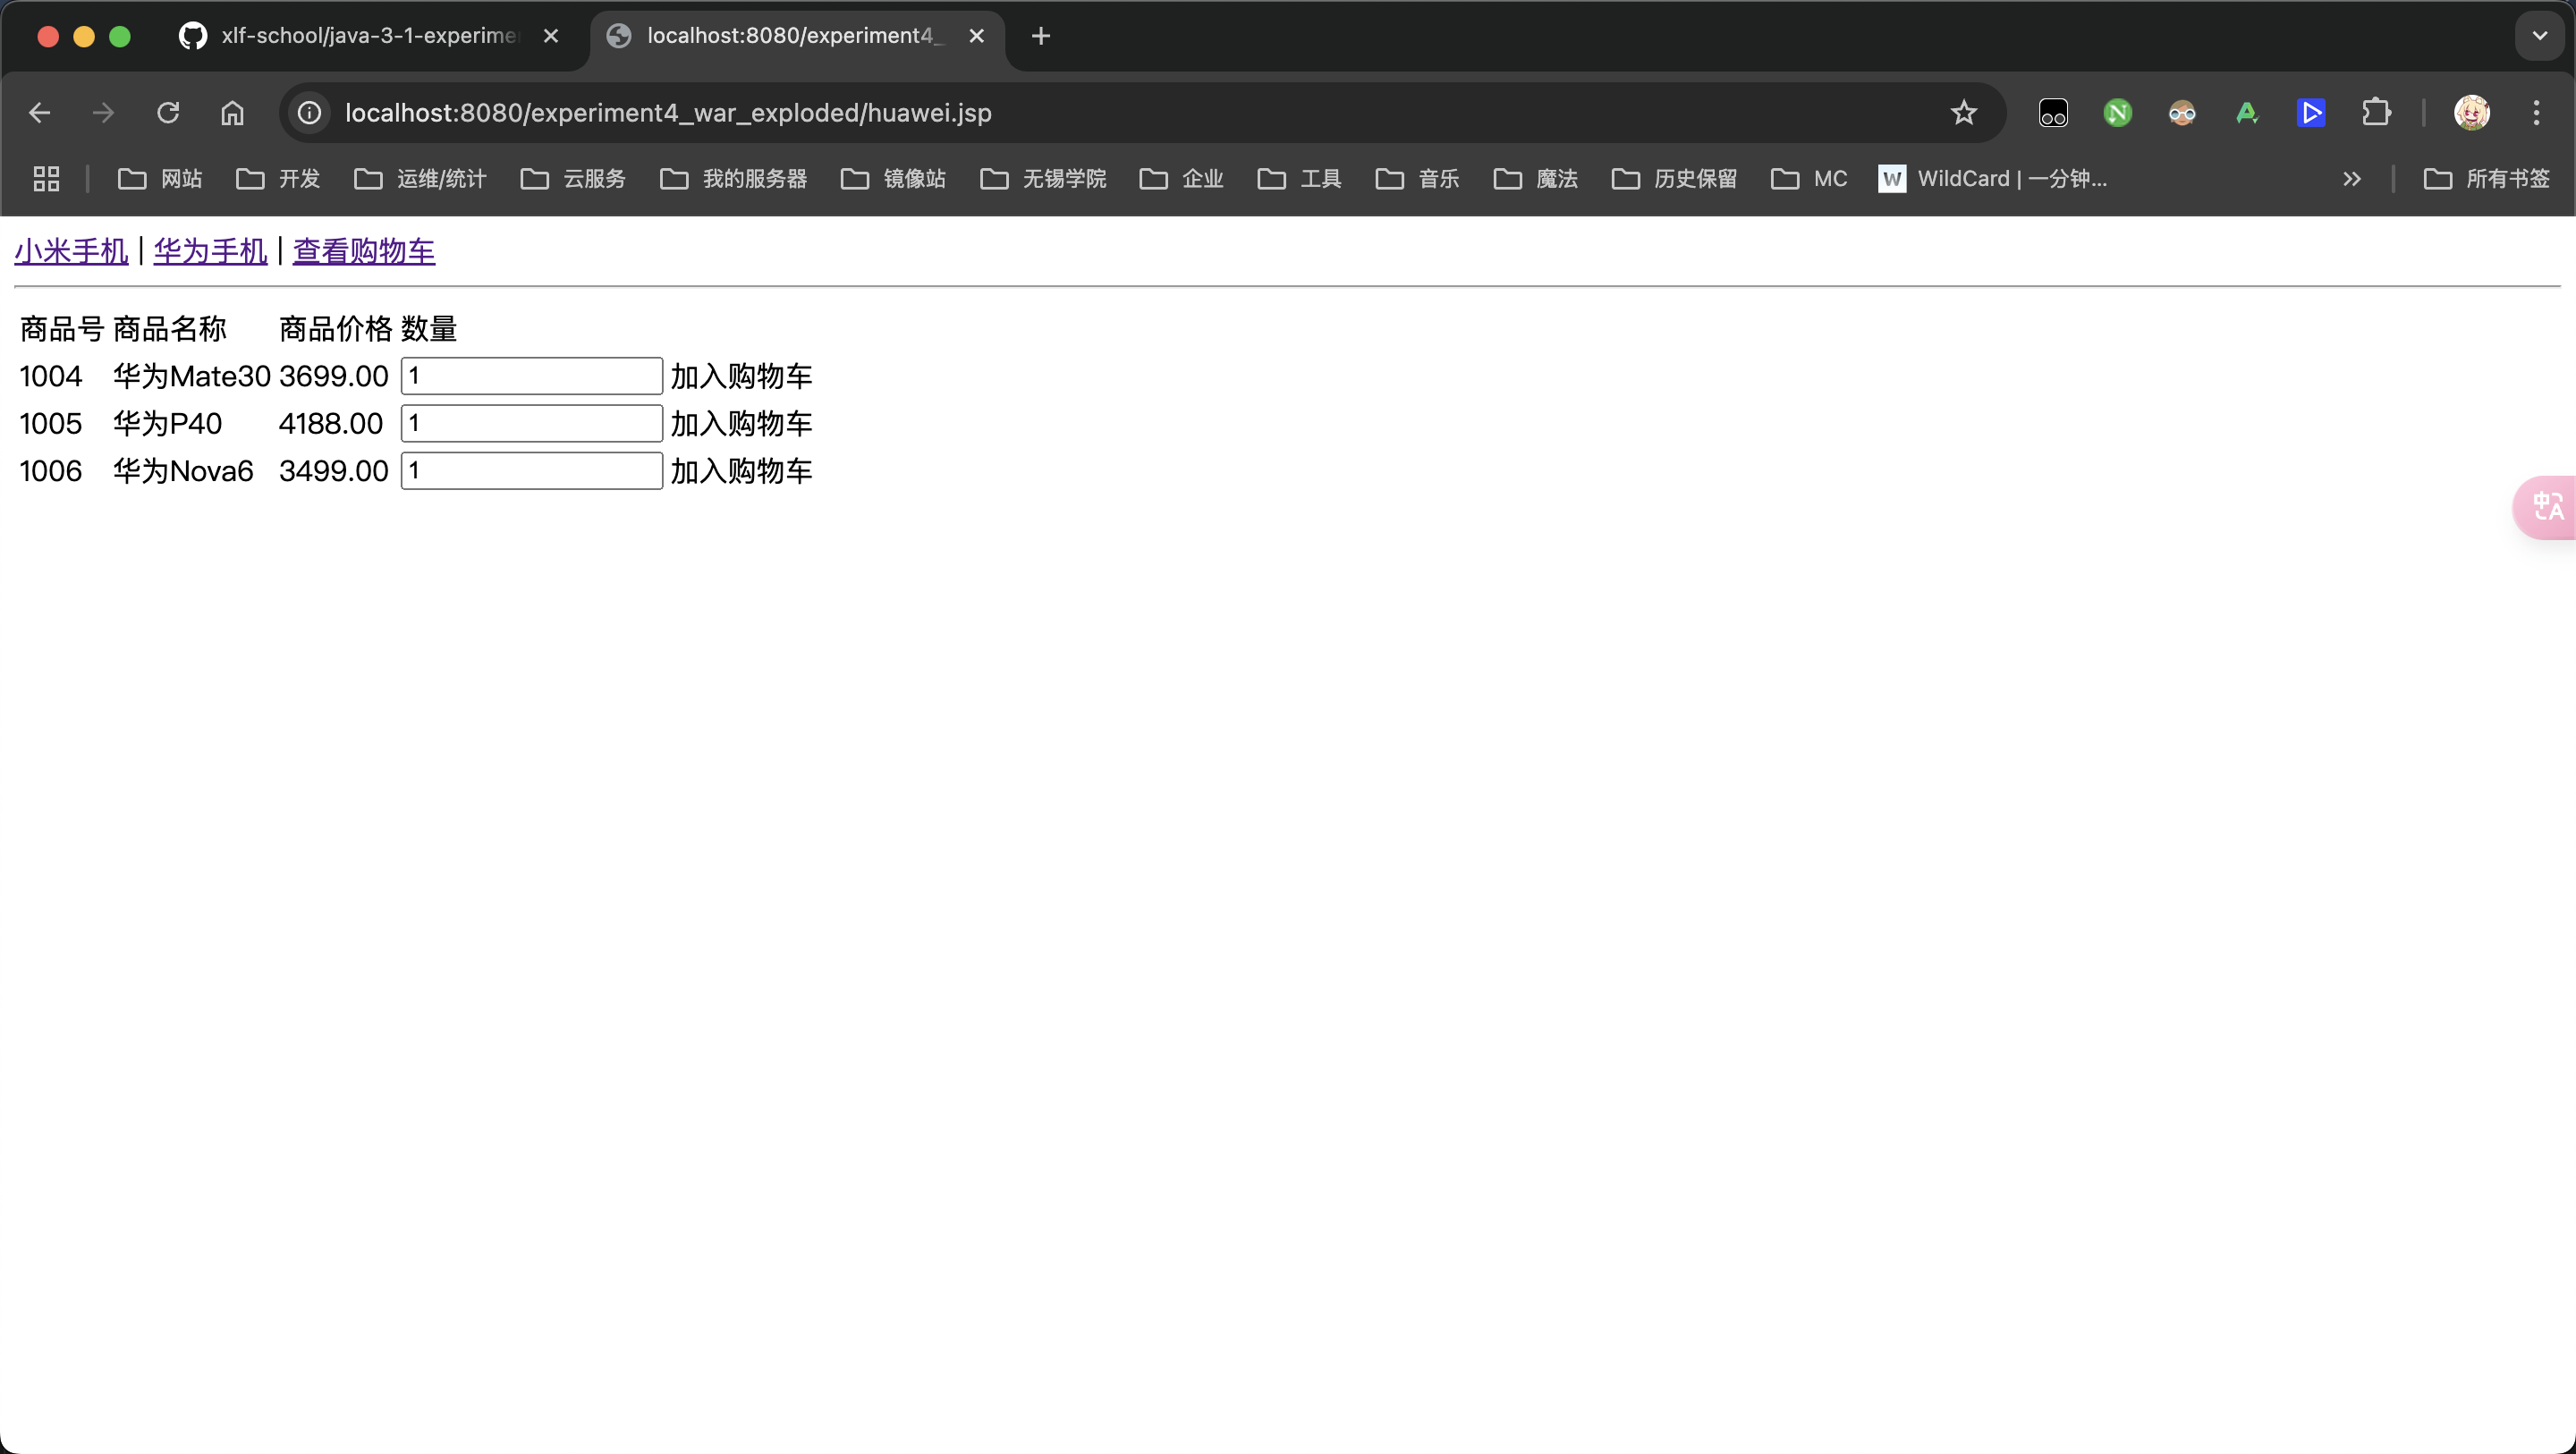 xlf-school/java-3-1-experime
localhost:8080/experiment4_
localhost:8080/experiment4_war_exploded/huawei.jsp
网站 开发 运维/统计 云服务 我的服务器 镜像站 无锡学院 企业 工具 音乐 魔法 历史保留 MC W WildCard | 一分钟... 所有书签
小米手机 | 华为手机 | 查看购物车
商品号 商品名称 商品价格 数量
1004 华为Mate30 3699.00 1 加入购物车
1005 华为P40 4188.00 1 加入购物车
1006 华为Nova6 3499.00 1 加入购物车